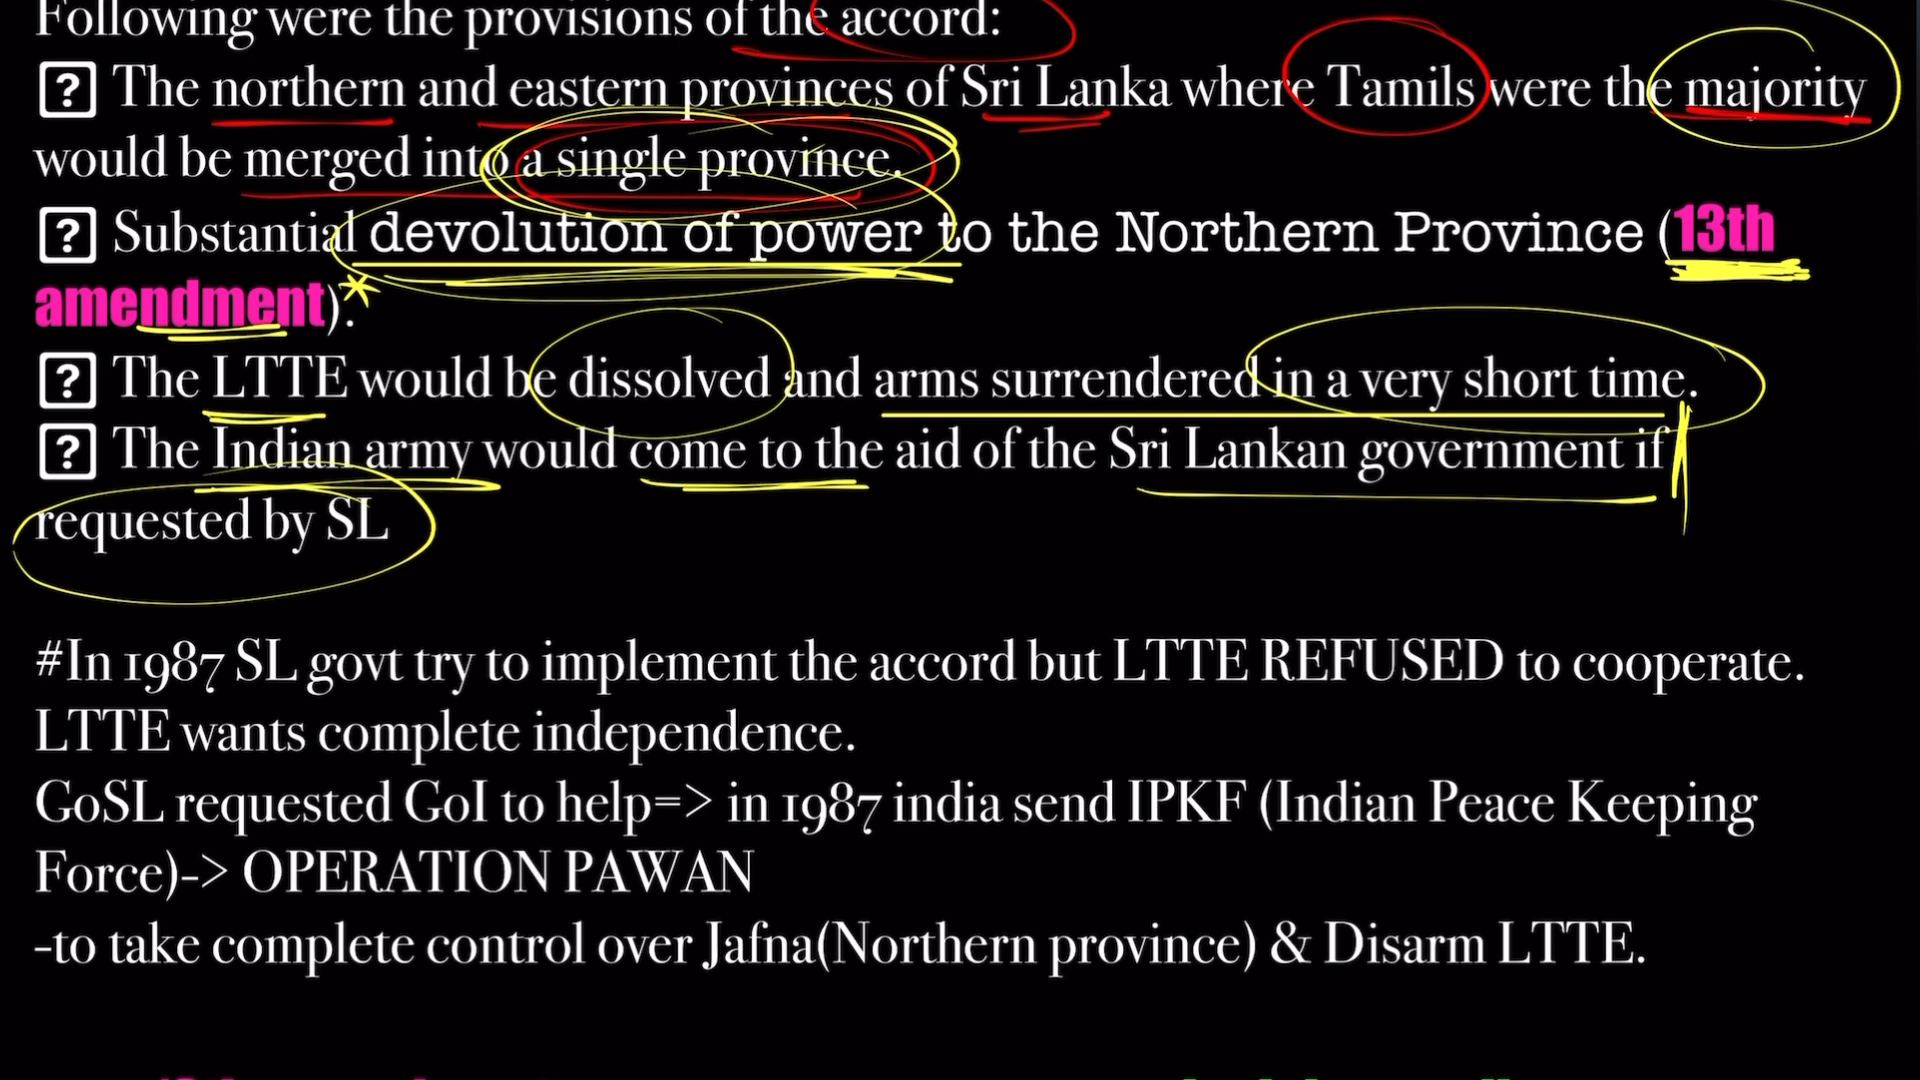 Following were the provisions of the accord:
? The northern and eastern provinces of Sri Lanka where Tamils were the majority
would be merged into a single province.
? Substantial devolution of power to the Northern Province (13th
amendment).*
? The LTTE would be dissolved and arms surrendered in a very short time.
? The Indian army would come to the aid of the Sri Lankan government if
requested by SL
#In 1987 SL govt try to implement the accord but LTTE REFUSED to cooperate.
LTTE wants complete independence.
GoSL requested GoI to help=> in 1987 india send IPKF (Indian Peace Keeping
Force)-> OPERATION PAWAN
-to take complete control over Jafna(Northern province) & Disarm LTTE.